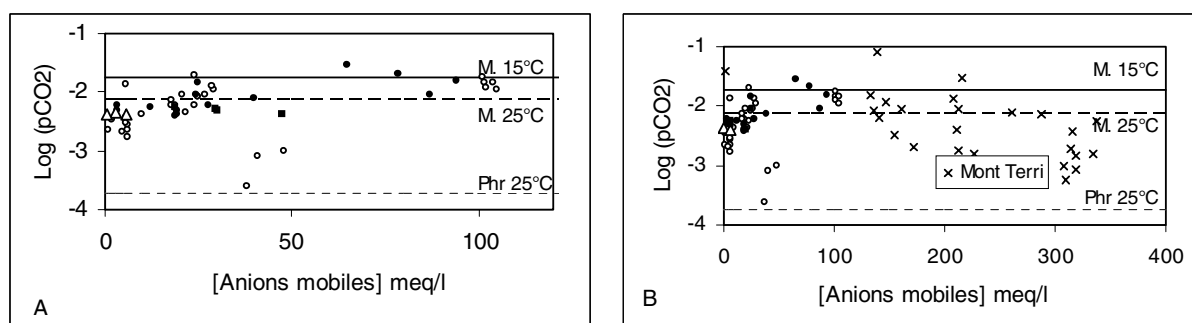 -1
-2
-3
-4
Log (pCO2)
M. 15°C
M. 25°C
Phr 25°C
0
50
100
[Anions mobiles] meq/l
A
-1
-2
-3
-4
Log (pCO2)
M. 15°C
M. 25°C
× Mont Terri
Phr 25°C
0
100
200
300
400
[Anions mobiles] meq/l
B